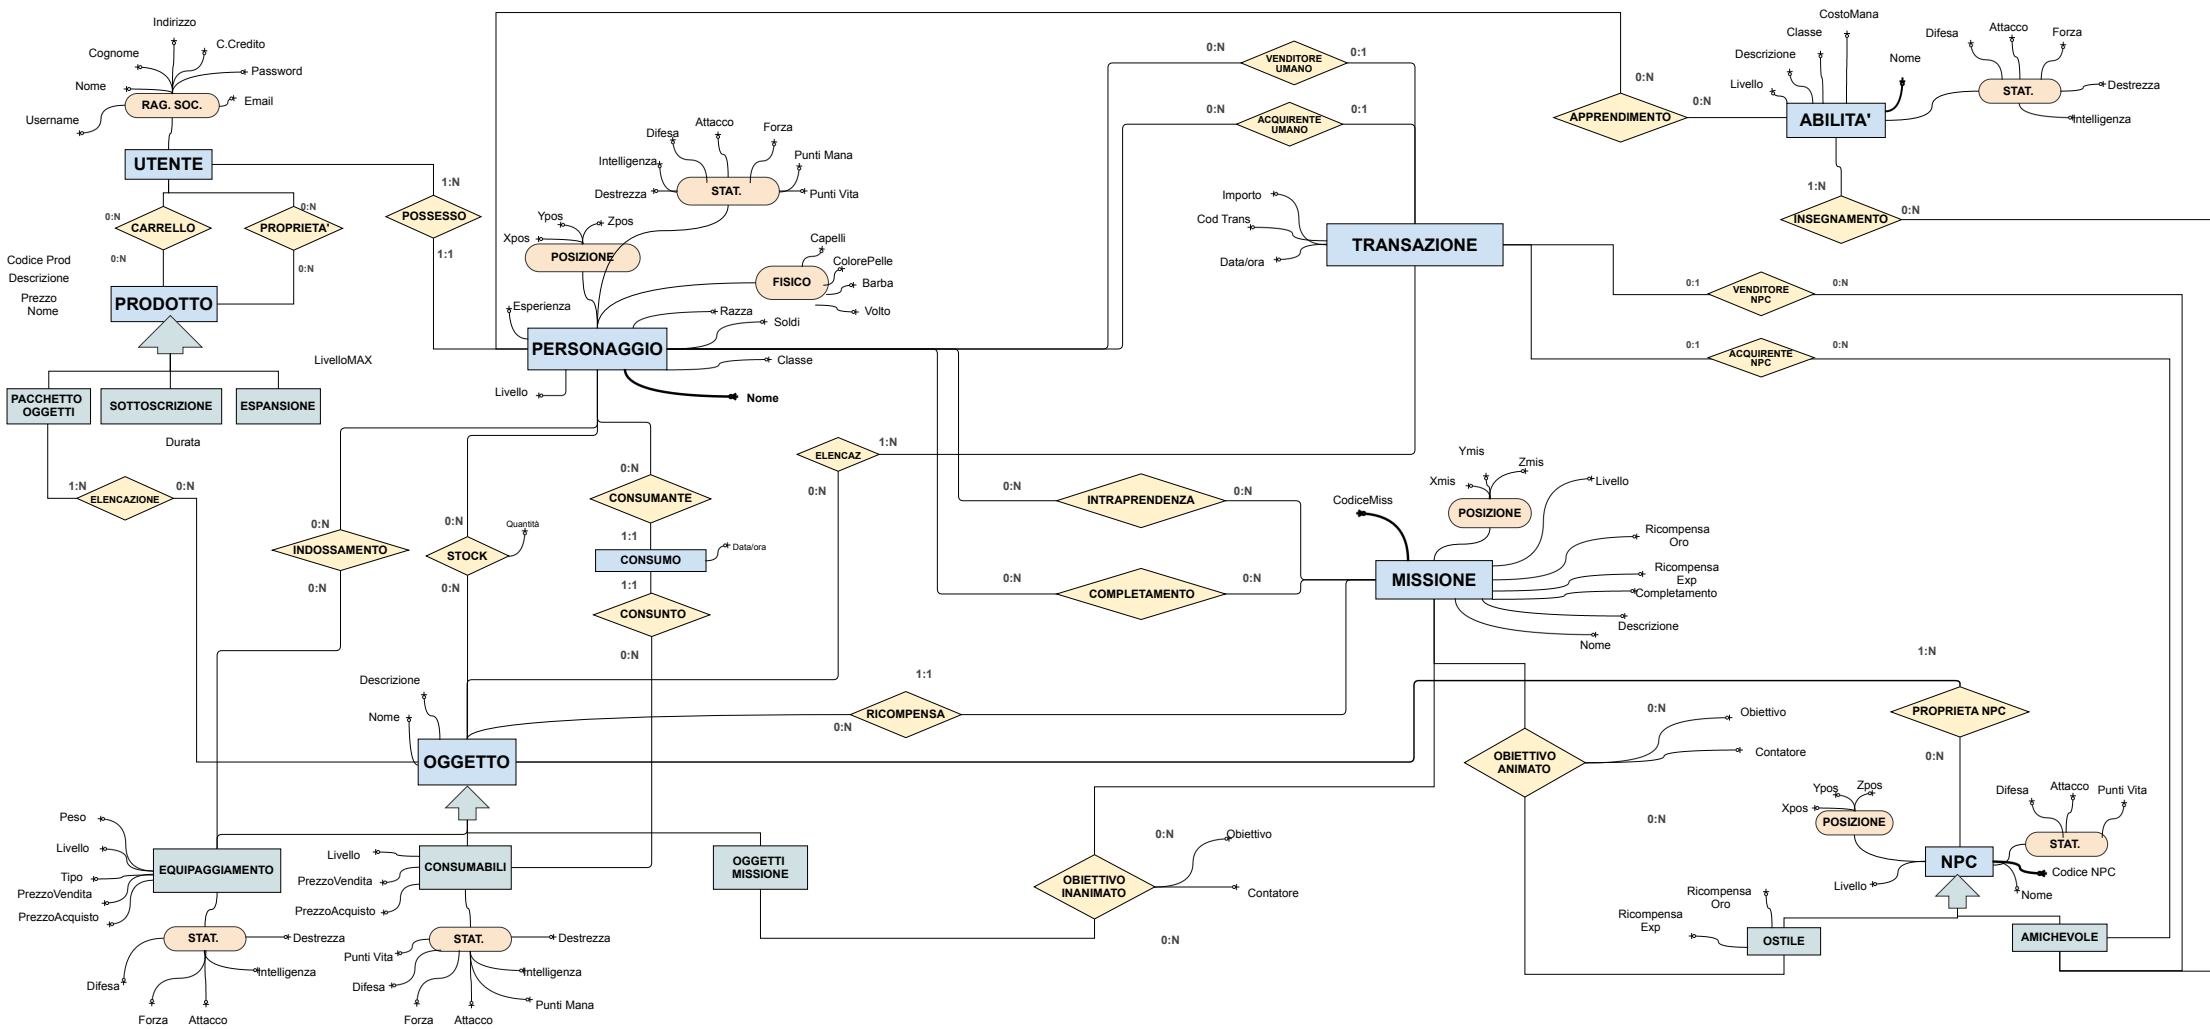 Indirizzo
Cognome
C.Credito
Password
Nome
RAG. SOC.
Email
Username
UTENTE
0:N
CARRELLO
0:N
0:N
PROPRIETA'
0:N
1:N
POSSESSO
1:1
Codice Prod
Descrizione
Prezzo
Nome
PRODOTTO
LivelloMAX
PACCHETTO
OGGETTI
SOTTOSCRIZIONE
ESPANSIONE
Durata
1:N
ELENCAZIONE
0:N
Difesa
Attacco
Forza
Intelligenza
Punti Mana
Destrezza
STAT.
Punti Vita
Ypos
Zpos
Xpos
POSIZIONE
Capelli
ColorePelle
FISICO
Barba
Volto
Esperienza
Razza
Soldi
PERSONAGGIO
Classe
Livello
Nome
0:N
VENDITORE
UMANO
0:1
0:N
ACQUIRENTE
UMANO
0:1
0:N
APPRENDIMENTO
0:N
CostoMana
Classe
Descrizione
Livello
Nome
ABILITA'
Difesa
Attacco
Forza
STAT.
Destrezza
Intelligenza
1:N
INSEGNAMENTO
0:N
Importo
Cod Trans
Data/ora
TRANSAZIONE
0:1
VENDITORE
NPC
0:N
0:1
ACQUIRENTE
NPC
0:N
ELENCAZ
1:N
0:N
0:N
INDOSSAMENTO
0:N
0:N
STOCK
Quantità
0:N
0:N
CONSUMANTE
1:1
CONSUMO
Data/ora
1:1
CONSUNTO
0:N
0:N
INTRAPRENDENZA
0:N
0:N
COMPLETAMENTO
0:N
CodiceMiss
Ymis
Zmis
Xmis
POSIZIONE
Livello
Ricompensa
Oro
Ricompensa
Exp
MISSIONE
Completamento
Descrizione
Nome
1:1
RICOMPENSA
0:N
Descrizione
Nome
OGGETTO
1:N
PROPRIETA NPC
0:N
0:N
Obiettivo
Contatore
OBIETTIVO
ANIMATO
0:N
Peso
Livello
Tipo
PrezzoVendita
PrezzoAcquisto
EQUIPAGGIAMENTO
STAT.
Destrezza
Intelligenza
Difesa
Forza
Attacco
Livello
PrezzoVendita
PrezzoAcquisto
CONSUMABILI
STAT.
Destrezza
Punti Vita
Intelligenza
Difesa
Punti Mana
Forza
Attacco
OGGETTI
MISSIONE
0:N
Obiettivo
OBIETTIVO
INANIMATO
Contatore
0:N
Ypos
Zpos
Xpos
POSIZIONE
Difesa
Attacco
Punti Vita
STAT.
NPC
Codice NPC
Livello
Nome
Ricompensa
Oro
Ricompensa
Exp
OSTILE
AMICHEVOLE